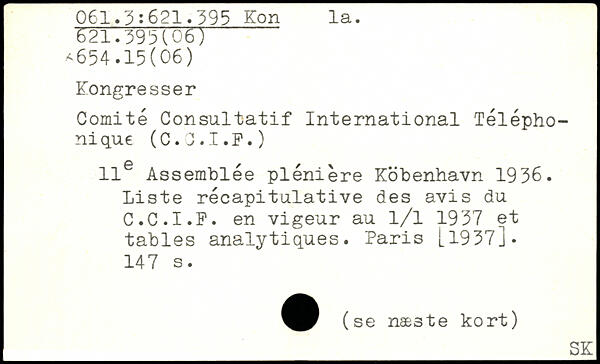 061.3:621.395 Kon la.
621.395(06)
654.15(06)
Kongresser
Comité Consultatif International Télépho-
nique (C.C.I.F.)
11e Assemblée plénière Köbenhavn 1936.
Liste récapitulative des avis du
C.C.I.F. en vigeur au 1/1 1937 et
tables analytiques. Paris [1937].
147 s.
(se næste kort)
SK